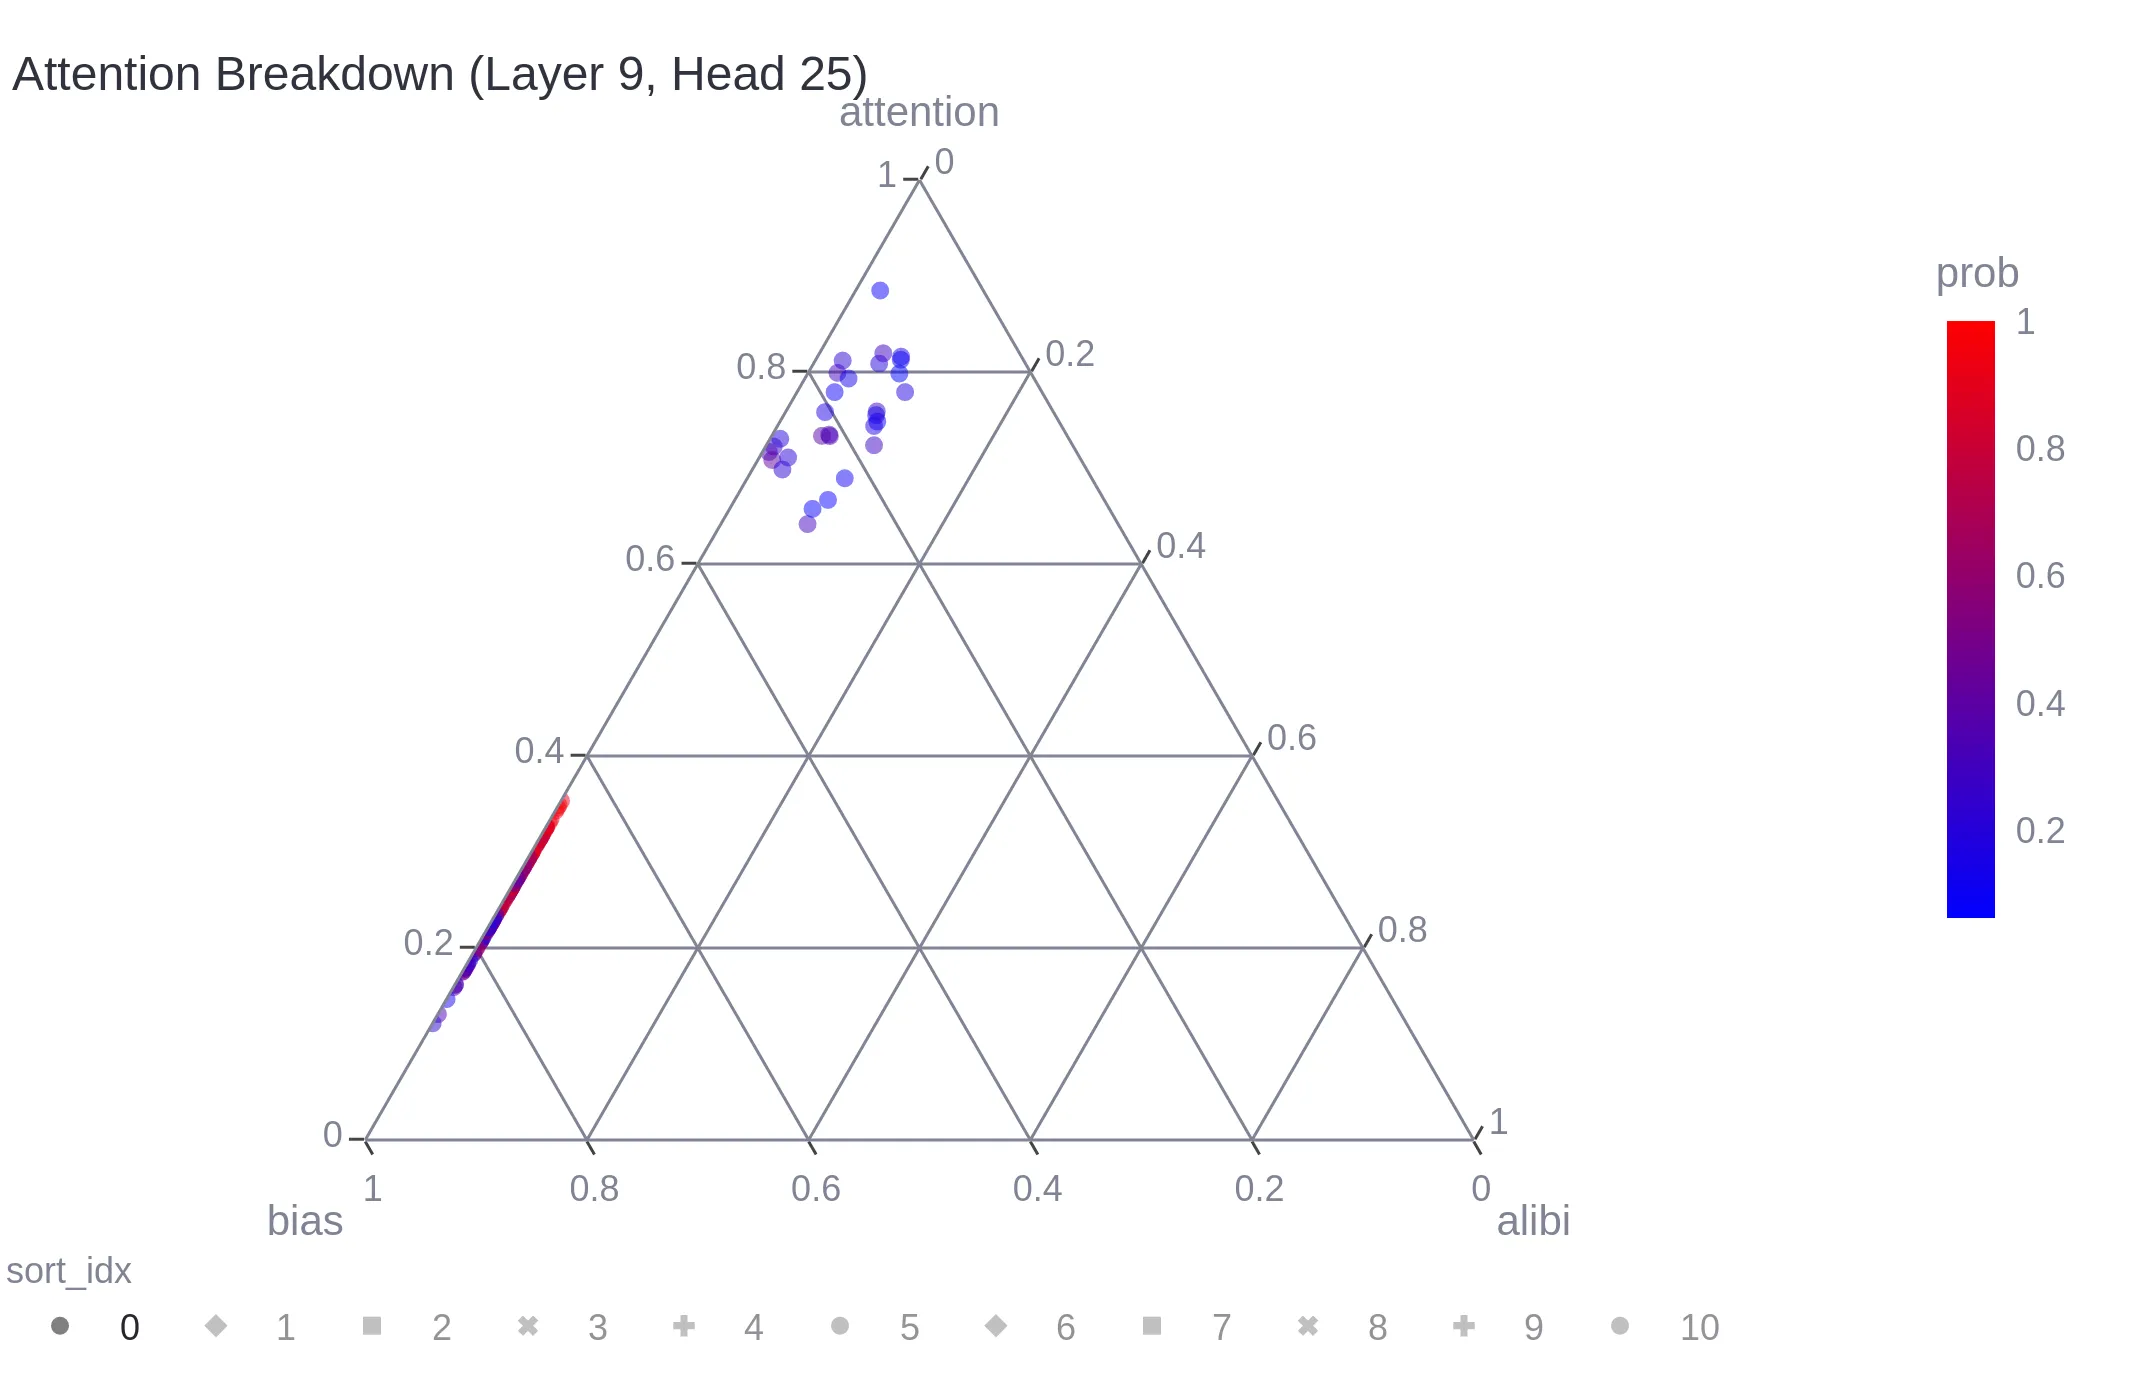 Attention Breakdown (Layer 9, Head 25)
attention
1 0
prob
1
0.8 0.2
0.8
0.6 0.4
0.6
0.4 0.6
0.4
0.2 0.8
0.2
0 1
1 0.8 0.6 0.4 0.2 0
bias alibi
sort_idx
0 1 2 3 4 5 6 7 8 9 10